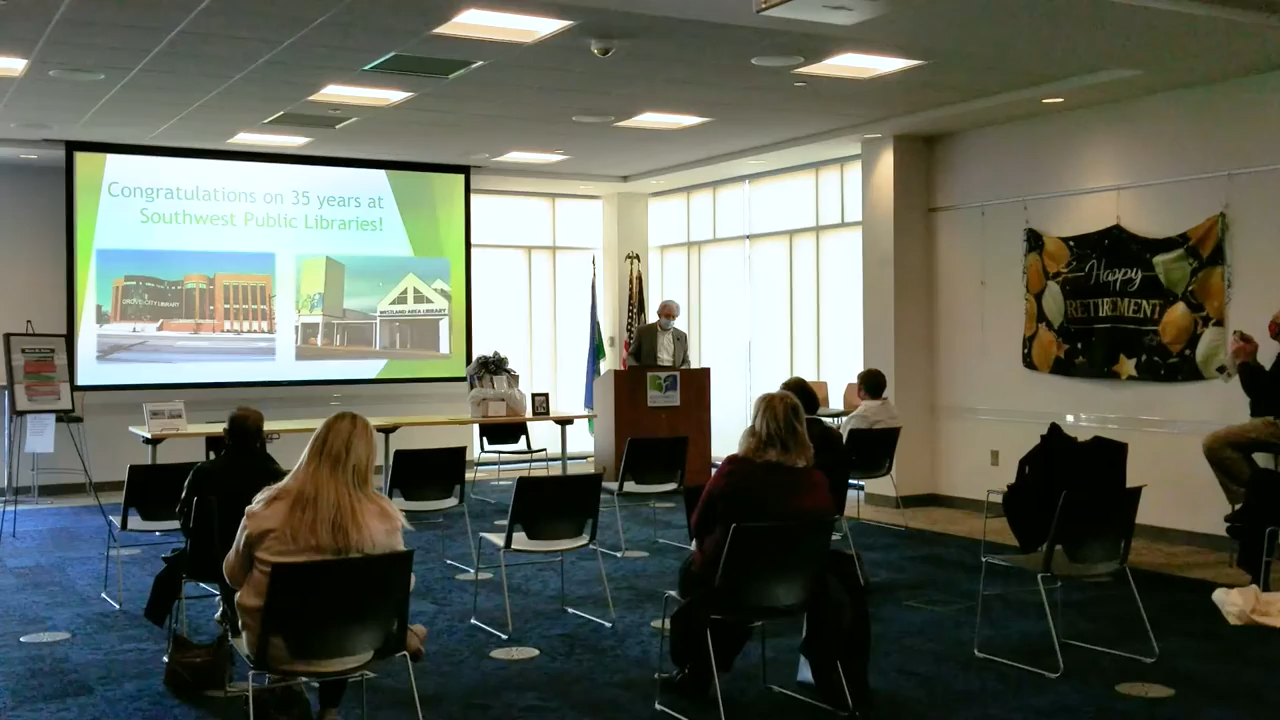 Congratulations on 35 years at
Southwest Public Libraries!
GROVE CITY LIBRARY
WESTLAND AREA LIBRARY
Happy
RETIREMENT